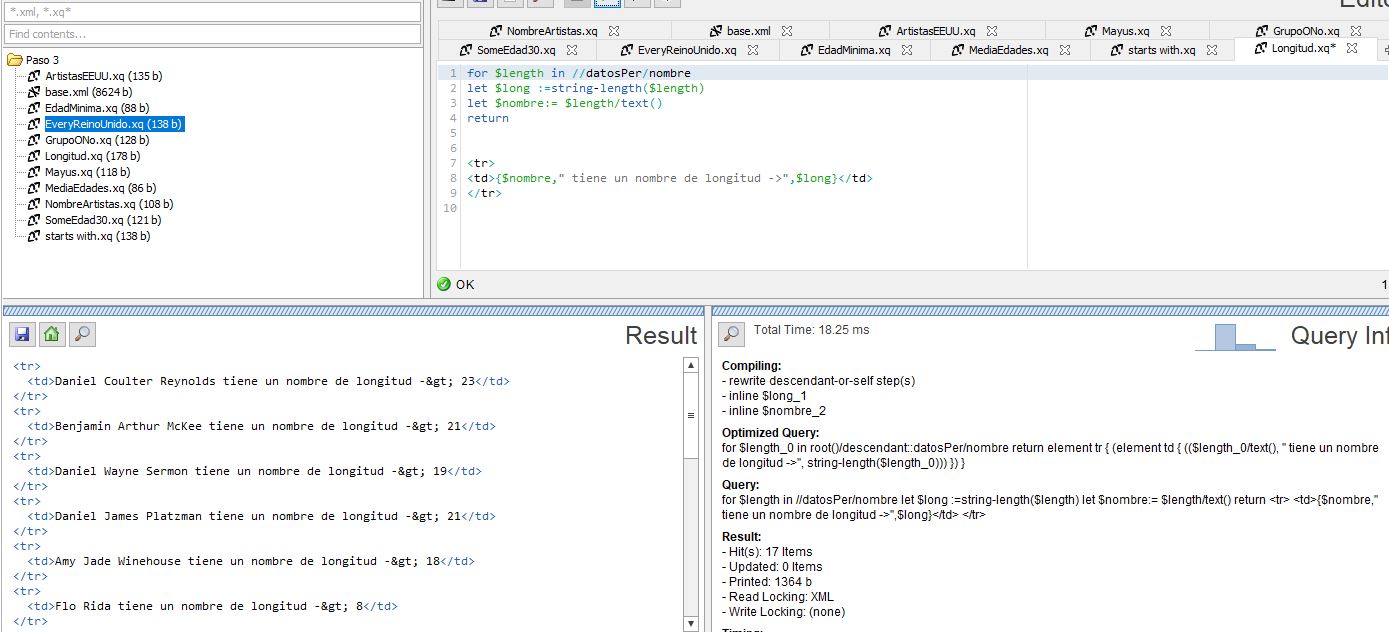 *.xml, *.xq*
Find contents...
Paso 3
ArtistasEEUU.xq (135 b)
base.xml (8624 b)
EdadMinima.xq (88 b)
EveryReinoUnido.xq (138 b)
GrupoONo.xq (128 b)
Longitud.xq (178 b)
Mayus.xq (118 b)
MediaEdades.xq (86 b)
NombreArtistas.xq (108 b)
SomeEdad30.xq (121 b)
starts with.xq (138 b)
NombreArtistas.xq base.xml ArtistasEEUU.xq Mayus.xq GrupoONo.xq
SomeEdad30.xq EveryReinoUnido.xq EdadMinima.xq MediaEdades.xq starts with.xq Longitud.xq*
1 for $length in //datosPer/nombre
2 let $long :=string-length($length)
3 let $nombre:= $length/text()
4 return
5
6
7 <tr>
8 <td>{$nombre," tiene un nombre de longitud ->",$long}</td>
9 </tr>
10
OK
1
Result
<tr>
<td>Daniel Coulter Reynolds tiene un nombre de longitud -&gt; 23</td>
</tr>
<tr>
<td>Benjamin Arthur McKee tiene un nombre de longitud -&gt; 21</td>
</tr>
<tr>
<td>Daniel Wayne Sermon tiene un nombre de longitud -&gt; 19</td>
</tr>
<tr>
<td>Daniel James Platzman tiene un nombre de longitud -&gt; 21</td>
</tr>
<tr>
<td>Amy Jade Winehouse tiene un nombre de longitud -&gt; 18</td>
</tr>
<tr>
<td>Flo Rida tiene un nombre de longitud -&gt; 8</td>
</tr>
Total Time: 18.25 ms
Query Inf
Compiling:
- rewrite descendant-or-self step(s)
- inline $long_1
- inline $nombre_2
Optimized Query:
for $length_0 in root()/descendant::datosPer/nombre return element tr { (element td { (($length_0/text(), " tiene un nombre
de longitud ->", string-length($length_0))) }) }
Query:
for $length in //datosPer/nombre let $long :=string-length($length) let $nombre:= $length/text() return <tr> <td>{$nombre,"
tiene un nombre de longitud ->",$long}</td> </tr>
Result:
- Hit(s): 17 Items
- Updated: 0 Items
- Printed: 1364 b
- Read Locking: XML
- Write Locking: (none)